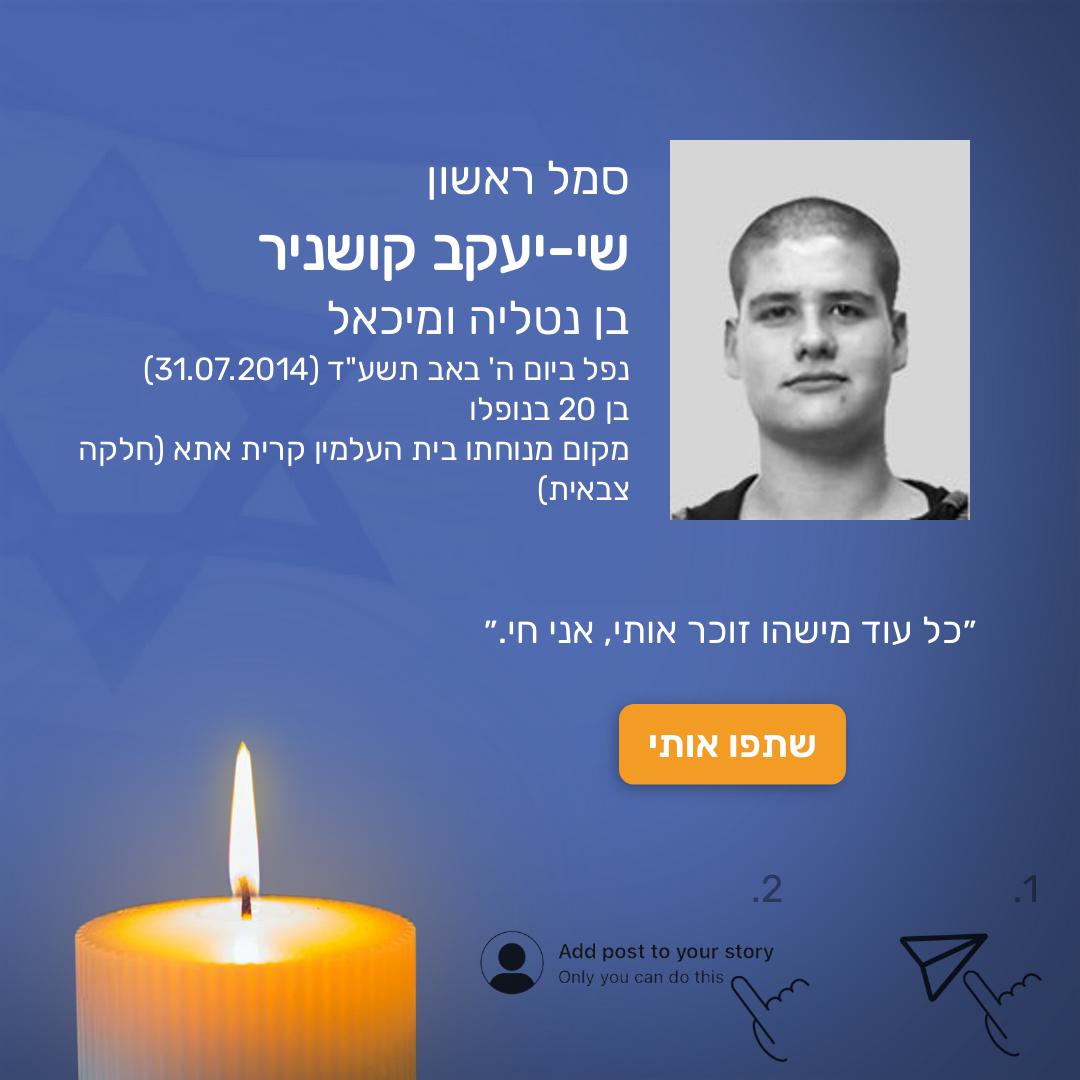 סמל ראשון
שי-יעקב קושניר
בן נטליה ומיכאל
נפל ביום ה' באב תשע"ד (31.07.2014)
בן 20 בנופלו
מקום מנוחתו בית העלמין קרית אתא (חלקה
צבאית)
״כל עוד מישהו זוכר אותי, אני חי.״
שתפו אותי
1.
2.
Add post to your story
Only you can do this